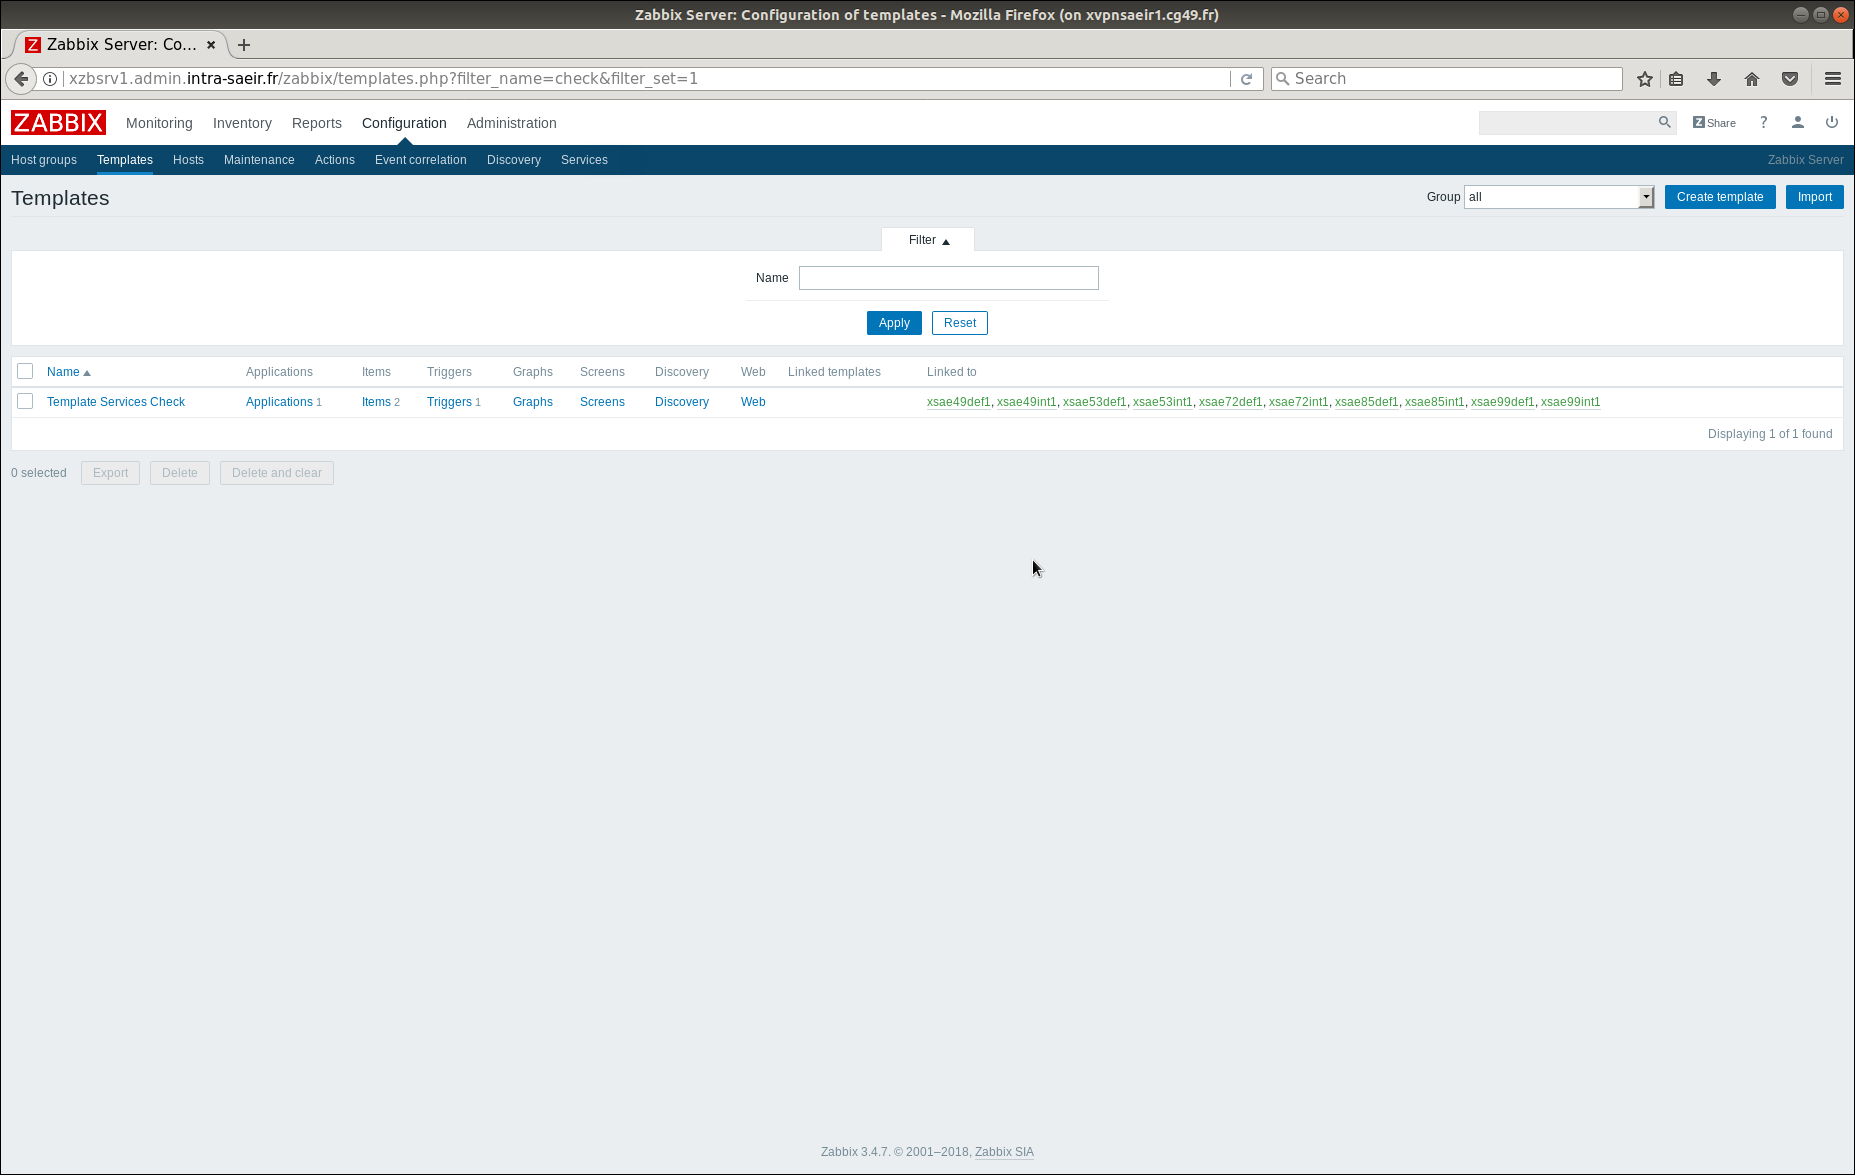 Zabbix Server: Configuration of templates - Mozilla Firefox (on xvpnsaeir1.cg49.fr)
Z Zabbix Server: Co... × +
xzbsrv1.admin.intra-saeir.fr/zabbix/templates.php?filter_name=check&filter_set=1 Search
ZABBIX Monitoring Inventory Reports Configuration Administration Z Share ?
Host groups Templates Hosts Maintenance Actions Event correlation Discovery Services Zabbix Server
Templates Group all Create template Import
Filter ▲
Name
Apply Reset
Name ▲ Applications Items Triggers Graphs Screens Discovery Web Linked templates Linked to
Template Services Check Applications 1 Items 2 Triggers 1 Graphs Screens Discovery Web xsae49def1, xsae49int1, xsae53def1, xsae53int1, xsae72def1, xsae72int1, xsae85def1, xsae85int1, xsae99def1, xsae99int1
Displaying 1 of 1 found
0 selected Export Delete Delete and clear
Zabbix 3.4.7. © 2001–2018, Zabbix SIA